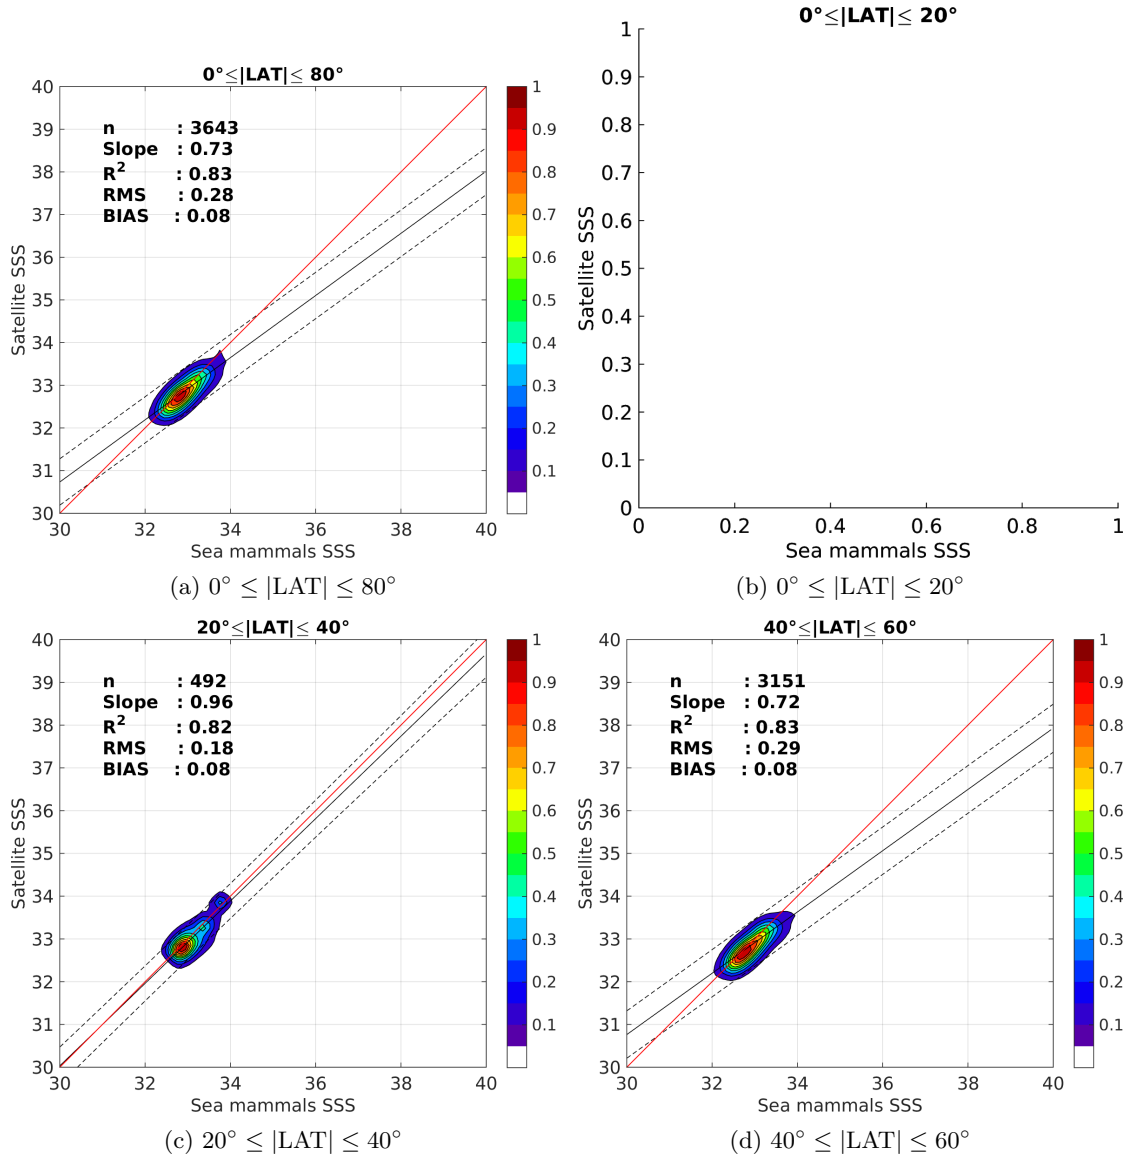 0°≤|LAT|≤ 80°
n : 3643
Slope : 0.73
R² : 0.83
RMS : 0.28
BIAS : 0.08
40
39
38
37
36
35
34
33
32
31
30
30 32 34 36 38 40
Satellite SSS
Sea mammals SSS
1
0.9
0.8
0.7
0.6
0.5
0.4
0.3
0.2
0.1
(a) 0° ≤ |LAT| ≤ 80°
0°≤|LAT|≤ 20°
1
0.9
0.8
0.7
0.6
0.5
0.4
0.3
0.2
0.1
0
0 0.2 0.4 0.6 0.8 1
Satellite SSS
Sea mammals SSS
(b) 0° ≤ |LAT| ≤ 20°
20°≤|LAT|≤ 40°
n : 492
Slope : 0.96
R² : 0.82
RMS : 0.18
BIAS : 0.08
40
39
38
37
36
35
34
33
32
31
30
30 32 34 36 38 40
Satellite SSS
Sea mammals SSS
1
0.9
0.8
0.7
0.6
0.5
0.4
0.3
0.2
0.1
(c) 20° ≤ |LAT| ≤ 40°
40°≤|LAT|≤ 60°
n : 3151
Slope : 0.72
R² : 0.83
RMS : 0.29
BIAS : 0.08
40
39
38
37
36
35
34
33
32
31
30
30 32 34 36 38 40
Satellite SSS
Sea mammals SSS
1
0.9
0.8
0.7
0.6
0.5
0.4
0.3
0.2
0.1
(d) 40° ≤ |LAT| ≤ 60°